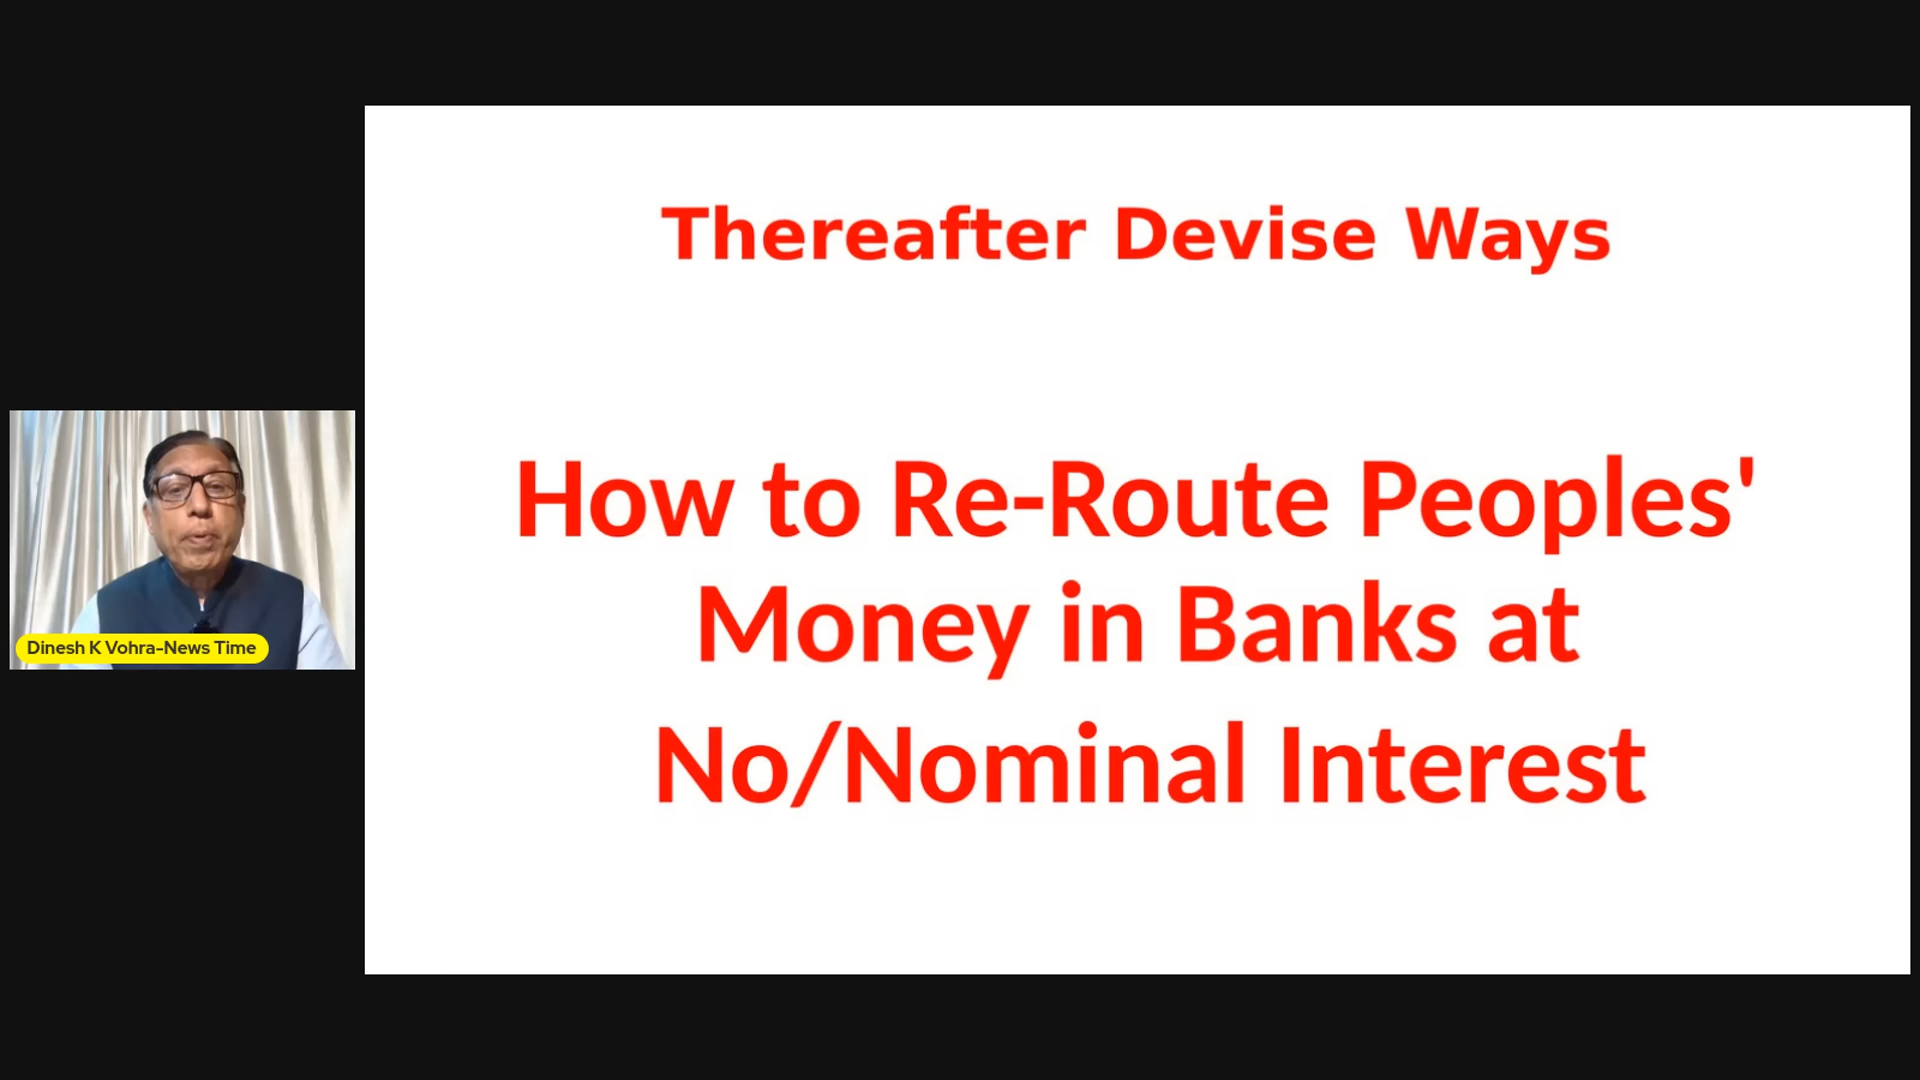 Thereafter Devise Ways
How to Re-Route Peoples'
Money in Banks at
No/Nominal Interest
Dinesh K Vohra-News Time